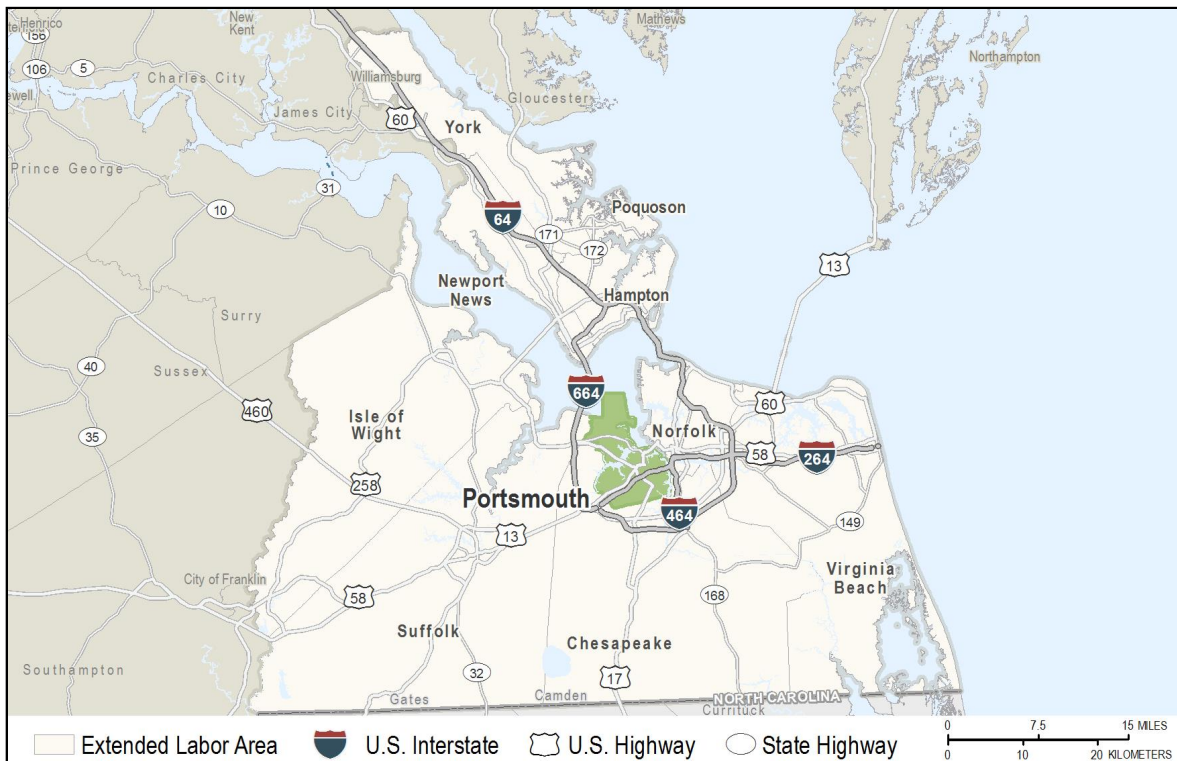 Henrico
156
106
5
New
Kent
Charles City
James City
Williamsburg
60
York
Gloucester
Mathews
Northampton
Prince George
31
10
64
171
172
Poquoson
Newport
News
Hampton
13
Surry
Sussex
40
460
35
Isle of
Wight
258
664
Norfolk
60
58
264
Portsmouth
464
13
149
Virginia
Beach
City of Franklin
58
Suffolk
168
Chesapeake
Southampton
32
17
Gates
Camden
NORTH CAROLINA
Currituck
Extended Labor Area
U.S. Interstate
U.S. Highway
State Highway
0 7.5 15 MILES
0 10 20 KILOMETERS